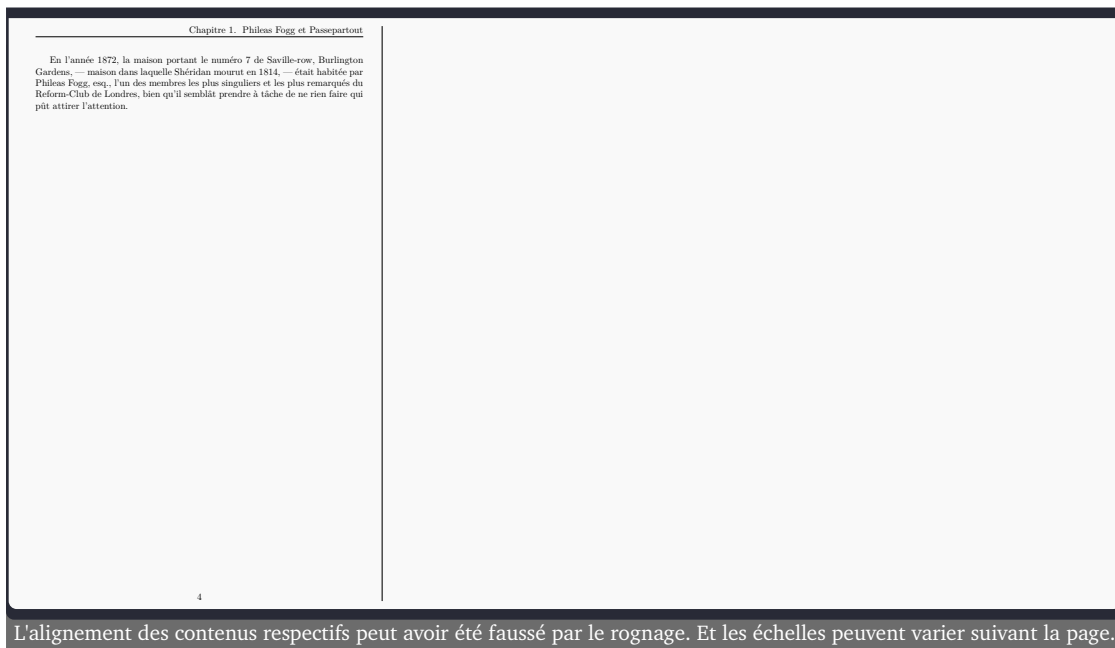 Chapitre 1. Phileas Fogg et Passepartout
En l'année 1872, la maison portant le numéro 7 de Saville-row, Burlington
Gardens, — maison dans laquelle Shéridan mourut en 1814, — était habitée par
Phileas Fogg, esq., l'un des membres les plus singuliers et les plus remarqués du
Reform-Club de Londres, bien qu'il semblât prendre à tâche de ne rien faire qui
pût attirer l'attention.
4
L'alignement des contenus respectifs peut avoir été faussé par le rognage. Et les échelles peuvent varier suivant la page.